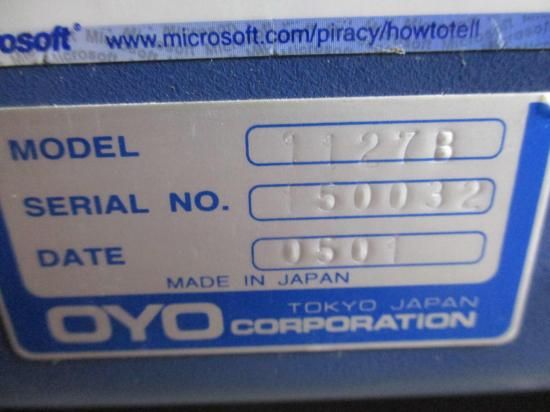 rosoft® www.microsoft.com/piracy/howtotell
MODEL 1127B
SERIAL NO. 150032
DATE 0501
MADE IN JAPAN
TOKYO JAPAN
OYO CORPORATION